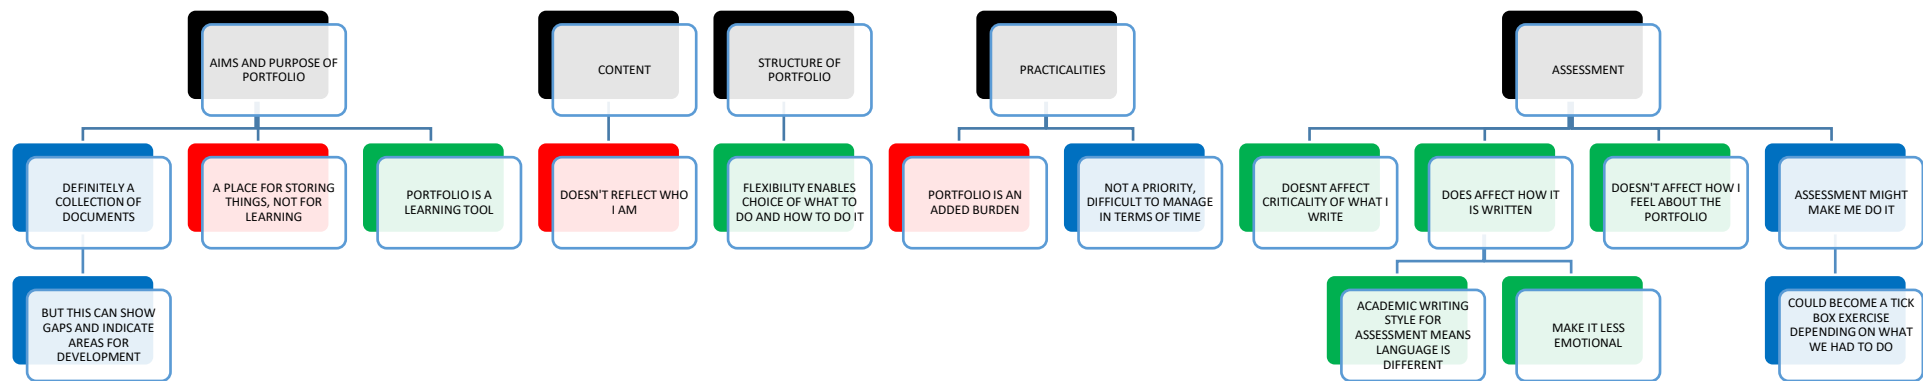 AIMS AND PURPOSE OF
PORTFOLIO
CONTENT
STRUCTURE OF
PORTFOLIO
PRACTICALITIES
ASSESSMENT
DEFINITELY A
COLLECTION OF
DOCUMENTS
A PLACE FOR STORING
THINGS, NOT FOR
LEARNING
PORTFOLIO IS A
LEARNING TOOL
DOESN'T REFLECT WHO
I AM
FLEXIBILITY ENABLES
CHOICE OF WHAT TO
DO AND HOW TO DO IT
PORTFOLIO IS AN
ADDED BURDEN
NOT A PRIORITY,
DIFFICULT TO MANAGE
IN TERMS OF TIME
DOESNT AFFECT
CRITICALITY OF WHAT I
WRITE
DOES AFFECT HOW IT
IS WRITTEN
DOESN'T AFFECT HOW I
FEEL ABOUT THE
PORTFOLIO
ASSESSMENT MIGHT
MAKE ME DO IT
BUT THIS CAN SHOW
GAPS AND INDICATE
AREAS FOR
DEVELOPMENT
ACADEMIC WRITING
STYLE FOR
ASSESSMENT MEANS
LANGUAGE IS
DIFFERENT
MAKE IT LESS
EMOTIONAL
COULD BECOME A TICK
BOX EXERCISE
DEPENDING ON WHAT
WE HAD TO DO